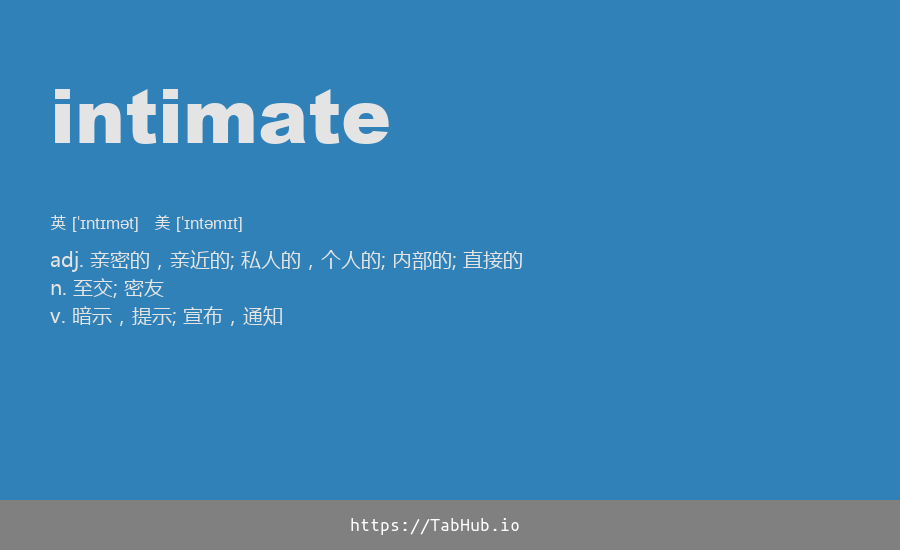 intimate
英 [ˈɪntɪmət] 美 [ˈɪntəmɪt]
adj. 亲密的，亲近的; 私人的，个人的; 内部的; 直接的
n. 至交; 密友
v. 暗示，提示; 宣布，通知
https://TabHub.io